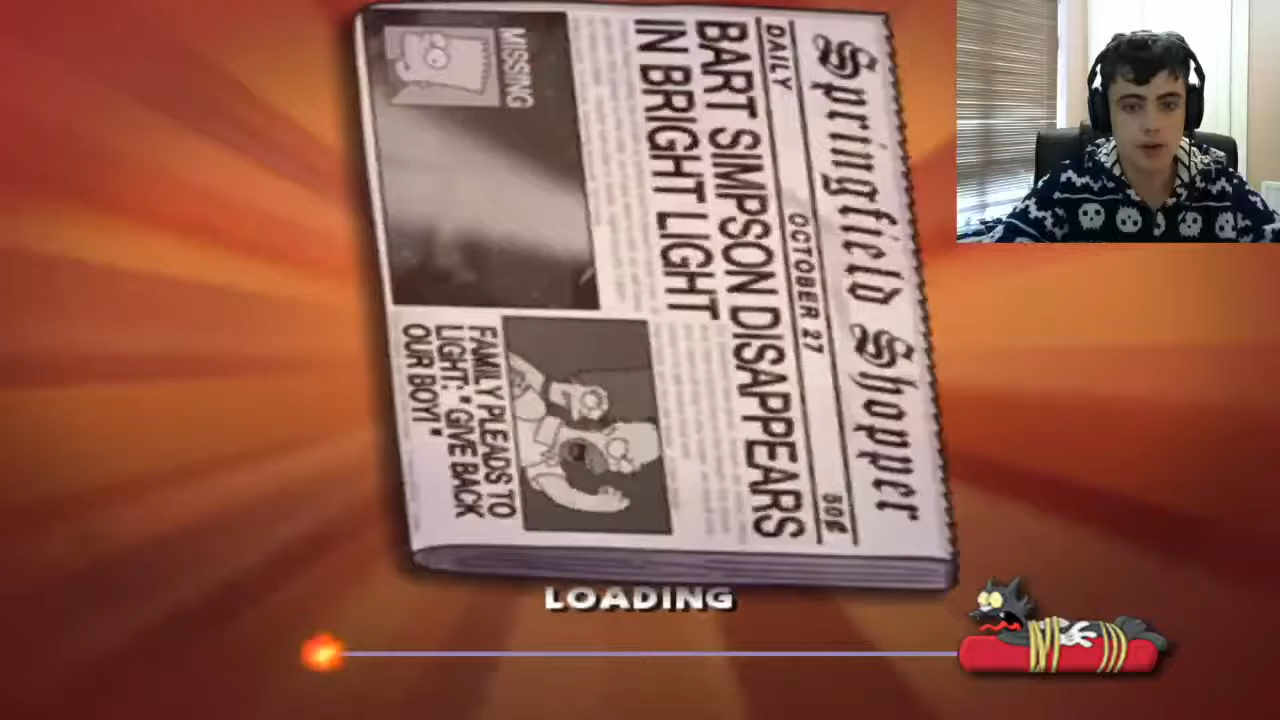 Springfield Shopper
DAILY OCTOBER 27 50¢
BART SIMPSON DISAPPEARS
IN BRIGHT LIGHT
MISSING
FAMILY PLEADS TO
LIGHT: "GIVE BACK
OUR BOY!"
LOADING